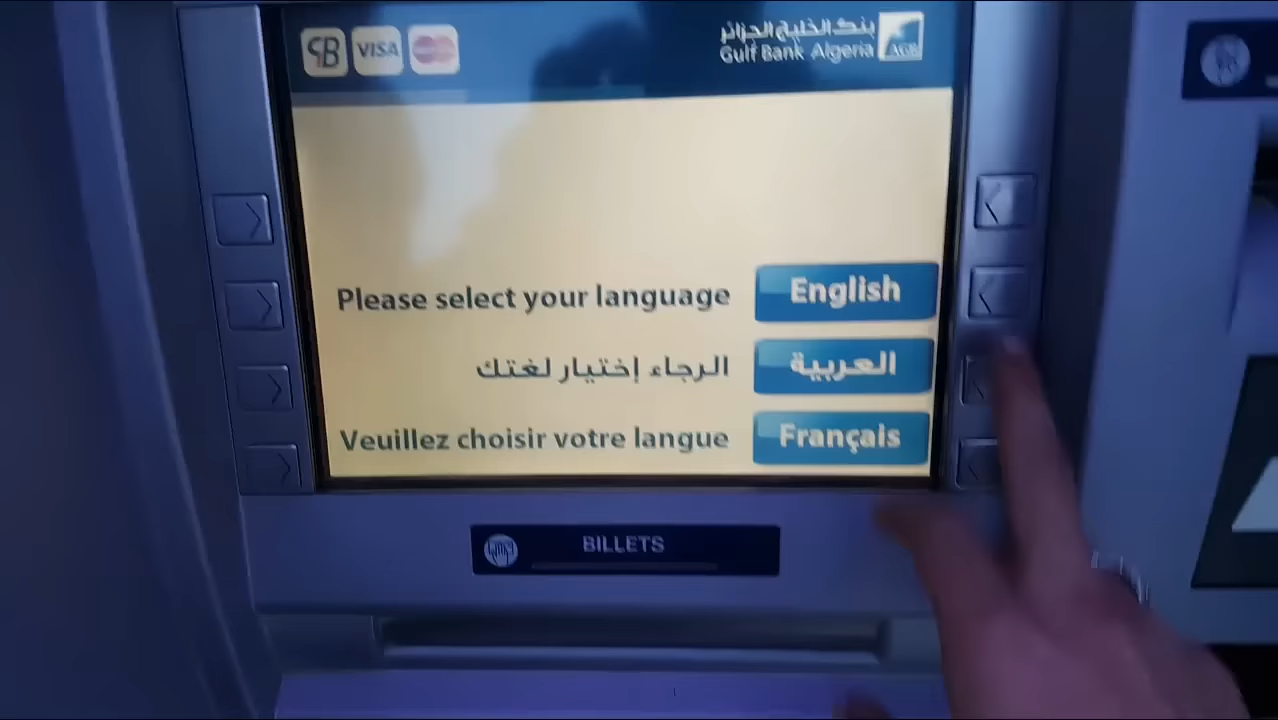 CB VISA
بنك الخليج الجزائر
Gulf Bank Algeria AGB
Please select your language English
الرجاء إختيار لغتك العربية
Veuillez choisir votre langue Français
BILLETS